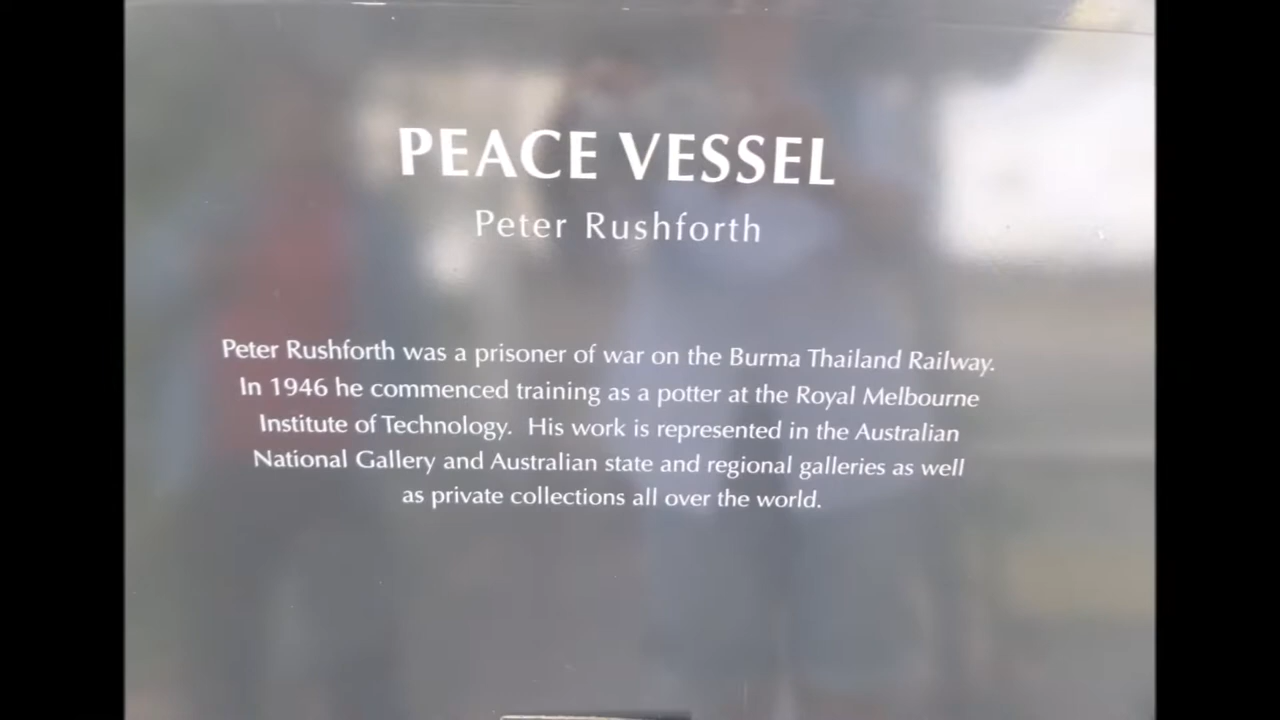 PEACE VESSEL
Peter Rushforth
Peter Rushforth was a prisoner of war on the Burma Thailand Railway.
In 1946 he commenced training as a potter at the Royal Melbourne
Institute of Technology.  His work is represented in the Australian
National Gallery and Australian state and regional galleries as well
as private collections all over the world.